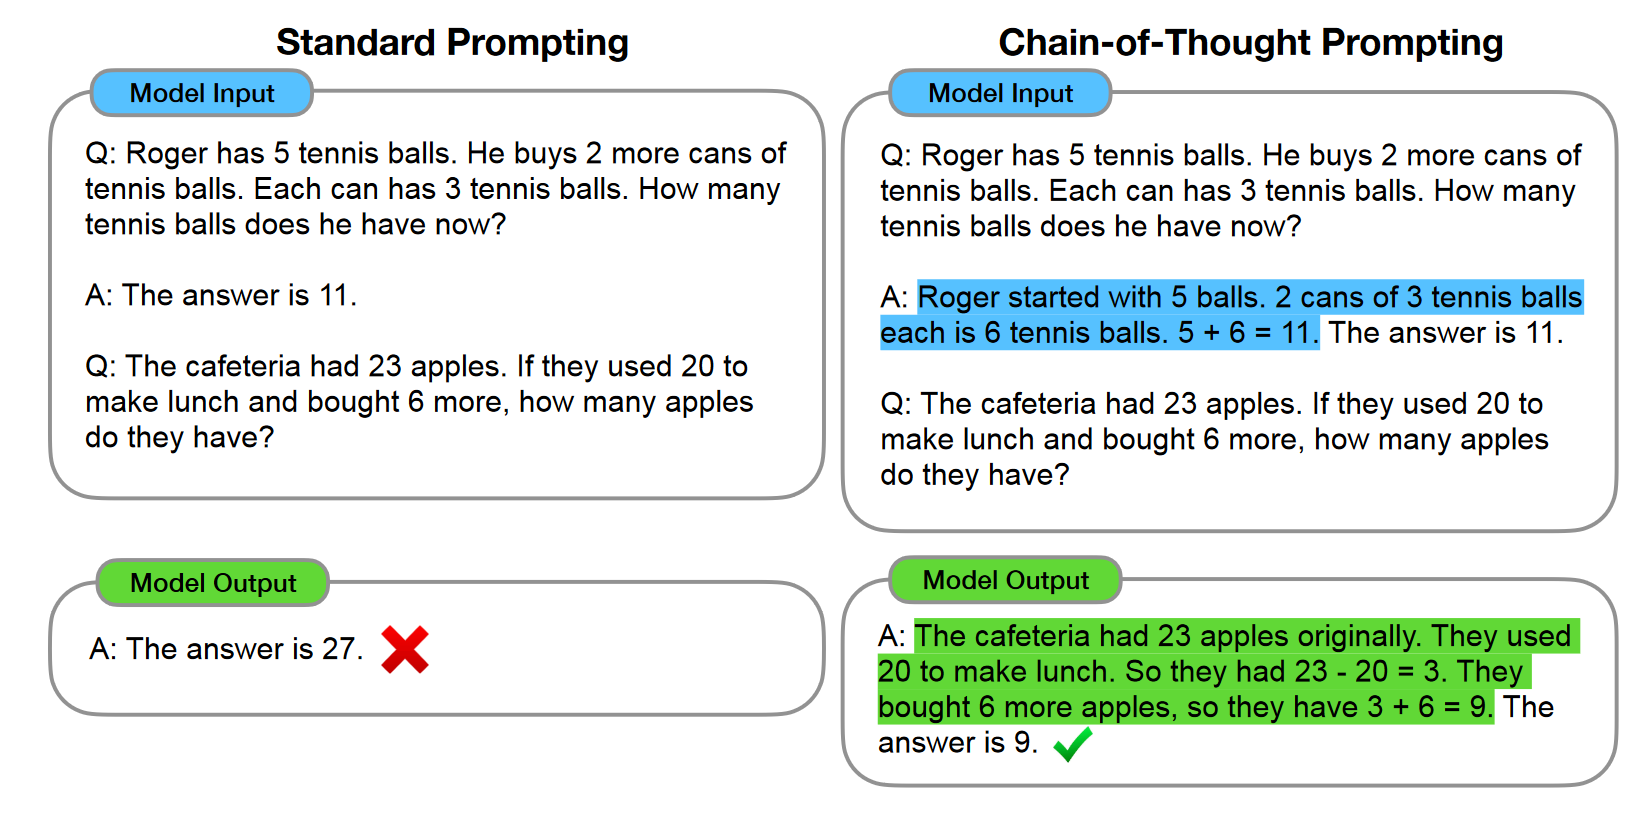 Standard Prompting
Model Input
Q: Roger has 5 tennis balls. He buys 2 more cans of
tennis balls. Each can has 3 tennis balls. How many
tennis balls does he have now?
A: The answer is 11.
Q: The cafeteria had 23 apples. If they used 20 to
make lunch and bought 6 more, how many apples
do they have?
Model Output
A: The answer is 27.
Chain-of-Thought Prompting
Model Input
Q: Roger has 5 tennis balls. He buys 2 more cans of
tennis balls. Each can has 3 tennis balls. How many
tennis balls does he have now?
A: Roger started with 5 balls. 2 cans of 3 tennis balls
each is 6 tennis balls. 5 + 6 = 11. The answer is 11.
Q: The cafeteria had 23 apples. If they used 20 to
make lunch and bought 6 more, how many apples
do they have?
Model Output
A: The cafeteria had 23 apples originally. They used
20 to make lunch. So they had 23 - 20 = 3. They
bought 6 more apples, so they have 3 + 6 = 9. The
answer is 9.